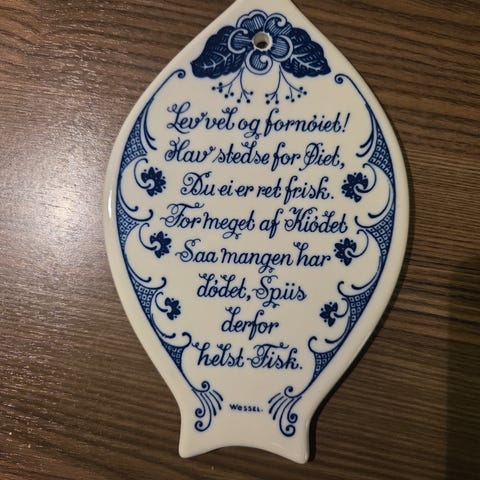 Lev vel og fornøiet!
Hav stedse for Øiet,
Du ei er ret frisk.
For meget af Kiødet
Saa mangen har
dødet, Spiis
derfor
helst Fisk.
WESSEL.